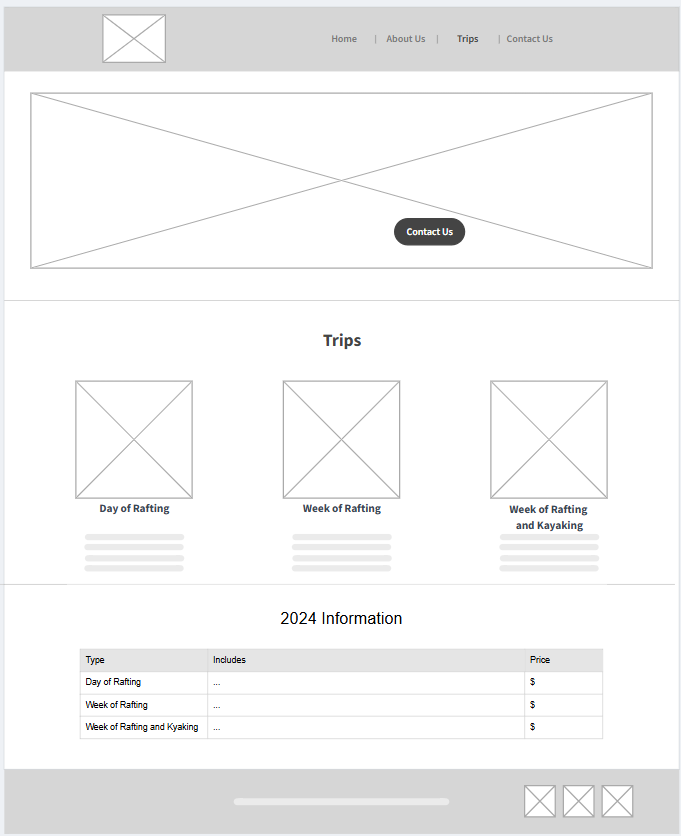 Home | About Us | Trips | Contact Us
Contact Us
Trips
Day of Rafting
Week of Rafting
Week of Rafting
and Kayaking
2024 Information
Type Includes Price
Day of Rafting ... $
Week of Rafting ... $
Week of Rafting and Kyaking ... $